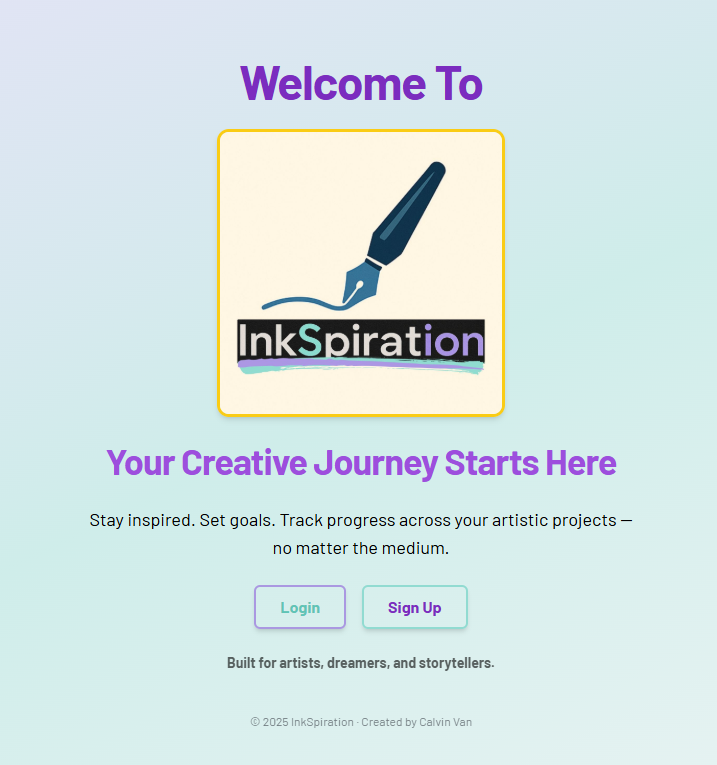 Welcome To
InkSpiration
Your Creative Journey Starts Here
Stay inspired. Set goals. Track progress across your artistic projects —
no matter the medium.
Login
Sign Up
Built for artists, dreamers, and storytellers.
© 2025 InkSpiration · Created by Calvin Van